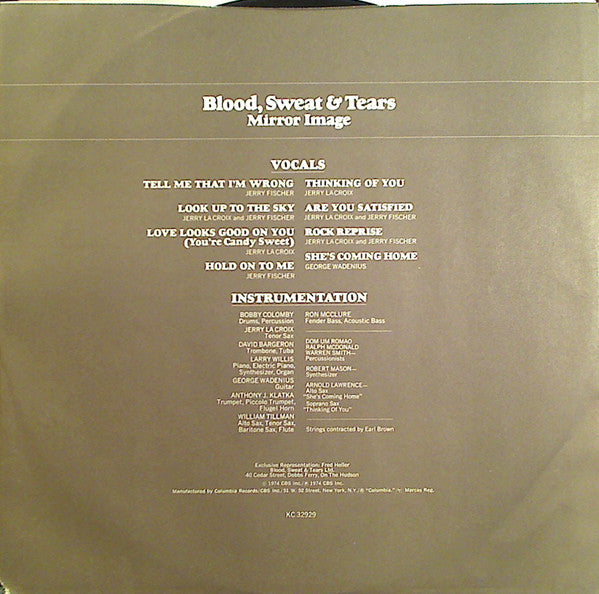 Blood, Sweat & Tears
Mirror Image
VOCALS
TELL ME THAT I'M WRONG
JERRY FISCHER
LOOK UP TO THE SKY
JERRY LA CROIX and JERRY FISCHER
LOVE LOOKS GOOD ON YOU
(You're Candy Sweet)
JERRY LA CROIX
HOLD ON TO ME
JERRY FISCHER
THINKING OF YOU
JERRY LACROIX
ARE YOU SATISFIED
JERRY LA CROIX and JERRY FISCHER
ROCK REPRISE
JERRY LA CROIX and JERRY FISCHER
SHE'S COMING HOME
GEORGE WADENIUS
INSTRUMENTATION
BOBBY COLOMBY
Drums, Percussion
JERRY LA CROIX
Tenor Sax
DAVID BARGERON
Trombone, Tuba
LARRY WILLIS
Piano, Electric Piano,
Synthesizer, Organ
GEORGE WADENIUS
Guitar
ANTHONY J. KLATKA
Trumpet, Piccolo Trumpet,
Flugel Horn
WILLIAM TILLMAN
Alto Sax, Tenor Sax,
Baritone Sax, Flute
RON MCCLURE
Fender Bass, Acoustic Bass
DOM UM ROMAO
RALPH MCDONALD
WARREN SMITH—
Percussionists
ROBERT MASON—
Synthesizer
ARNOLD LAWRENCE—
Alto Sax
"She's Coming Home"
Soprano Sax
"Thinking Of You"
Strings contracted by Earl Brown
Exclusive Representation: Fred Heller
Blood, Sweat & Tears Ltd.
40 Cedar Street, Dobbs Ferry, On The Hudson
© 1974 CBS Inc./℗ 1974 CBS Inc.
Manufactured by Columbia Records/CBS Inc./51 W. 52 Street, New York, N.Y./® "Columbia," Marcas Reg.
KC 32929